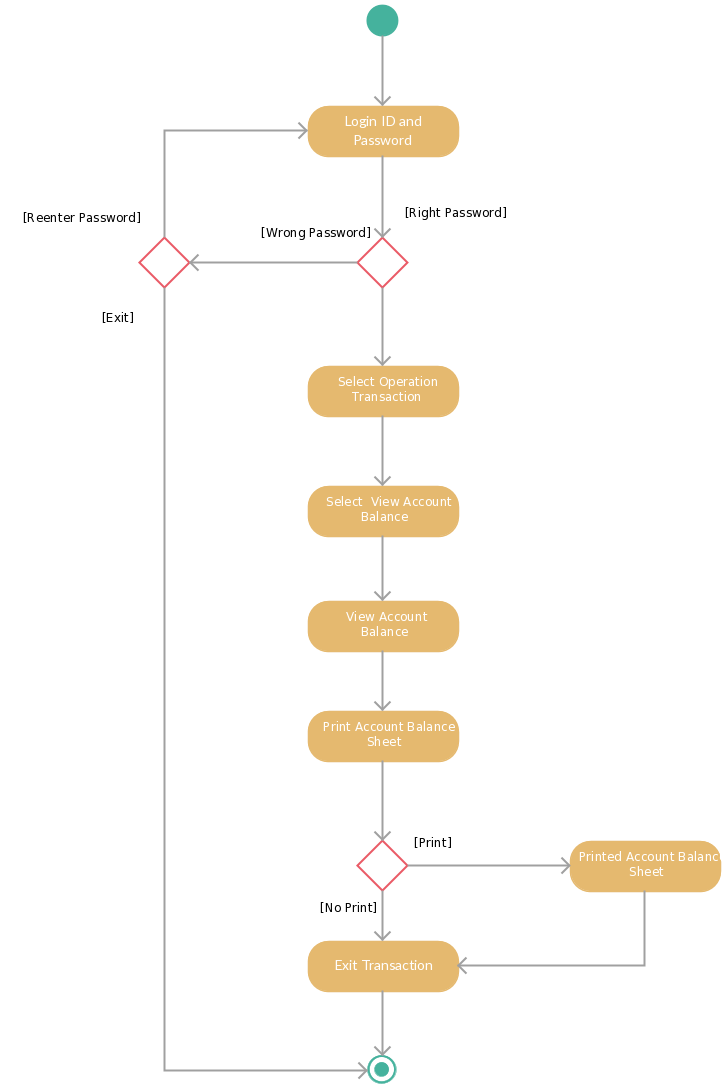 Login ID and
Password
[Reenter Password]
[Wrong Password]
[Right Password]
[Exit]
Select Operation
Transaction
Select  View Account
Balance
View Account
Balance
Print Account Balance
Sheet
[Print]
Printed Account Balance
Sheet
[No Print]
Exit Transaction